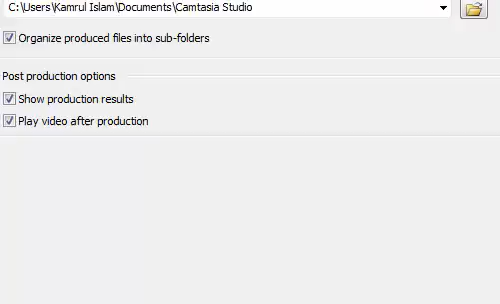 C:\Users\Kamrul Islam\Documents\Camtasia Studio
Organize produced files into sub-folders
Post production options
Show production results
Play video after production